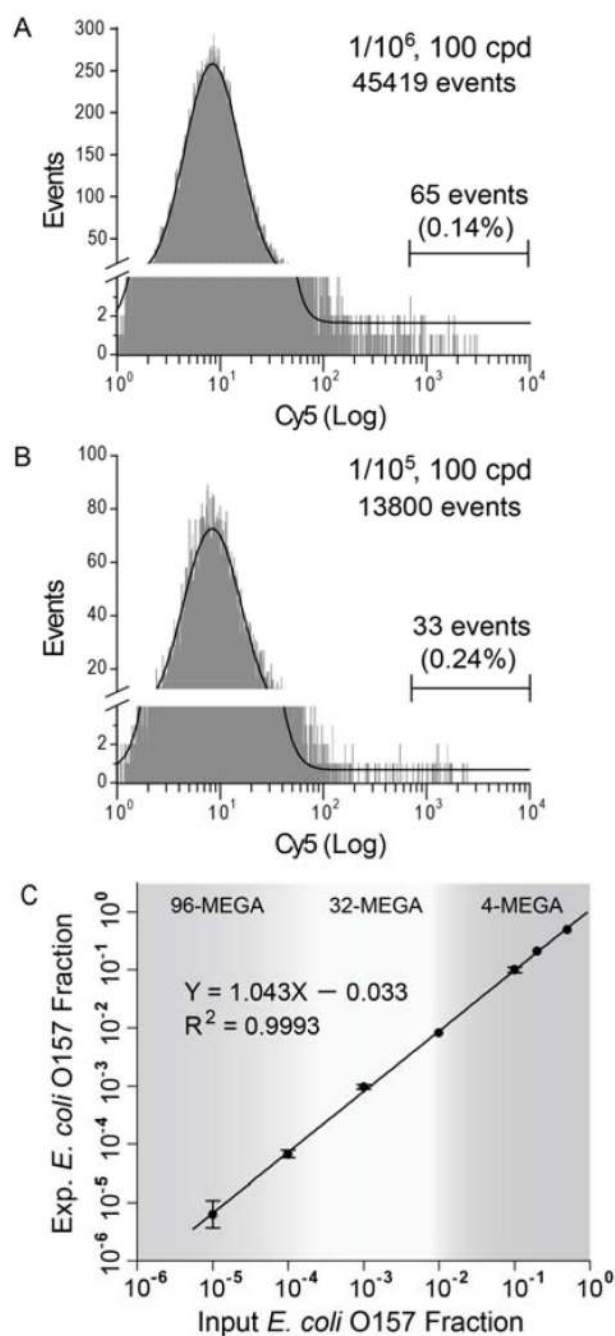 A
1/10⁶, 100 cpd
45419 events
65 events
(0.14%)
Events
300
250
200
150
100
50
2
0
10⁰ 10¹ 10² 10³ 10⁴
Cy5 (Log)
B
1/10⁵, 100 cpd
13800 events
33 events
(0.24%)
Events
100
80
60
40
20
2
0
10⁰ 10¹ 10² 10³ 10⁴
Cy5 (Log)
C
96-MEGA 32-MEGA 4-MEGA
Y = 1.043X − 0.033
R² = 0.9993
Exp. E. coli O157 Fraction
10⁰
10⁻¹
10⁻²
10⁻³
10⁻⁴
10⁻⁵
10⁻⁶
10⁻⁶ 10⁻⁵ 10⁻⁴ 10⁻³ 10⁻² 10⁻¹ 10⁰
Input E. coli O157 Fraction